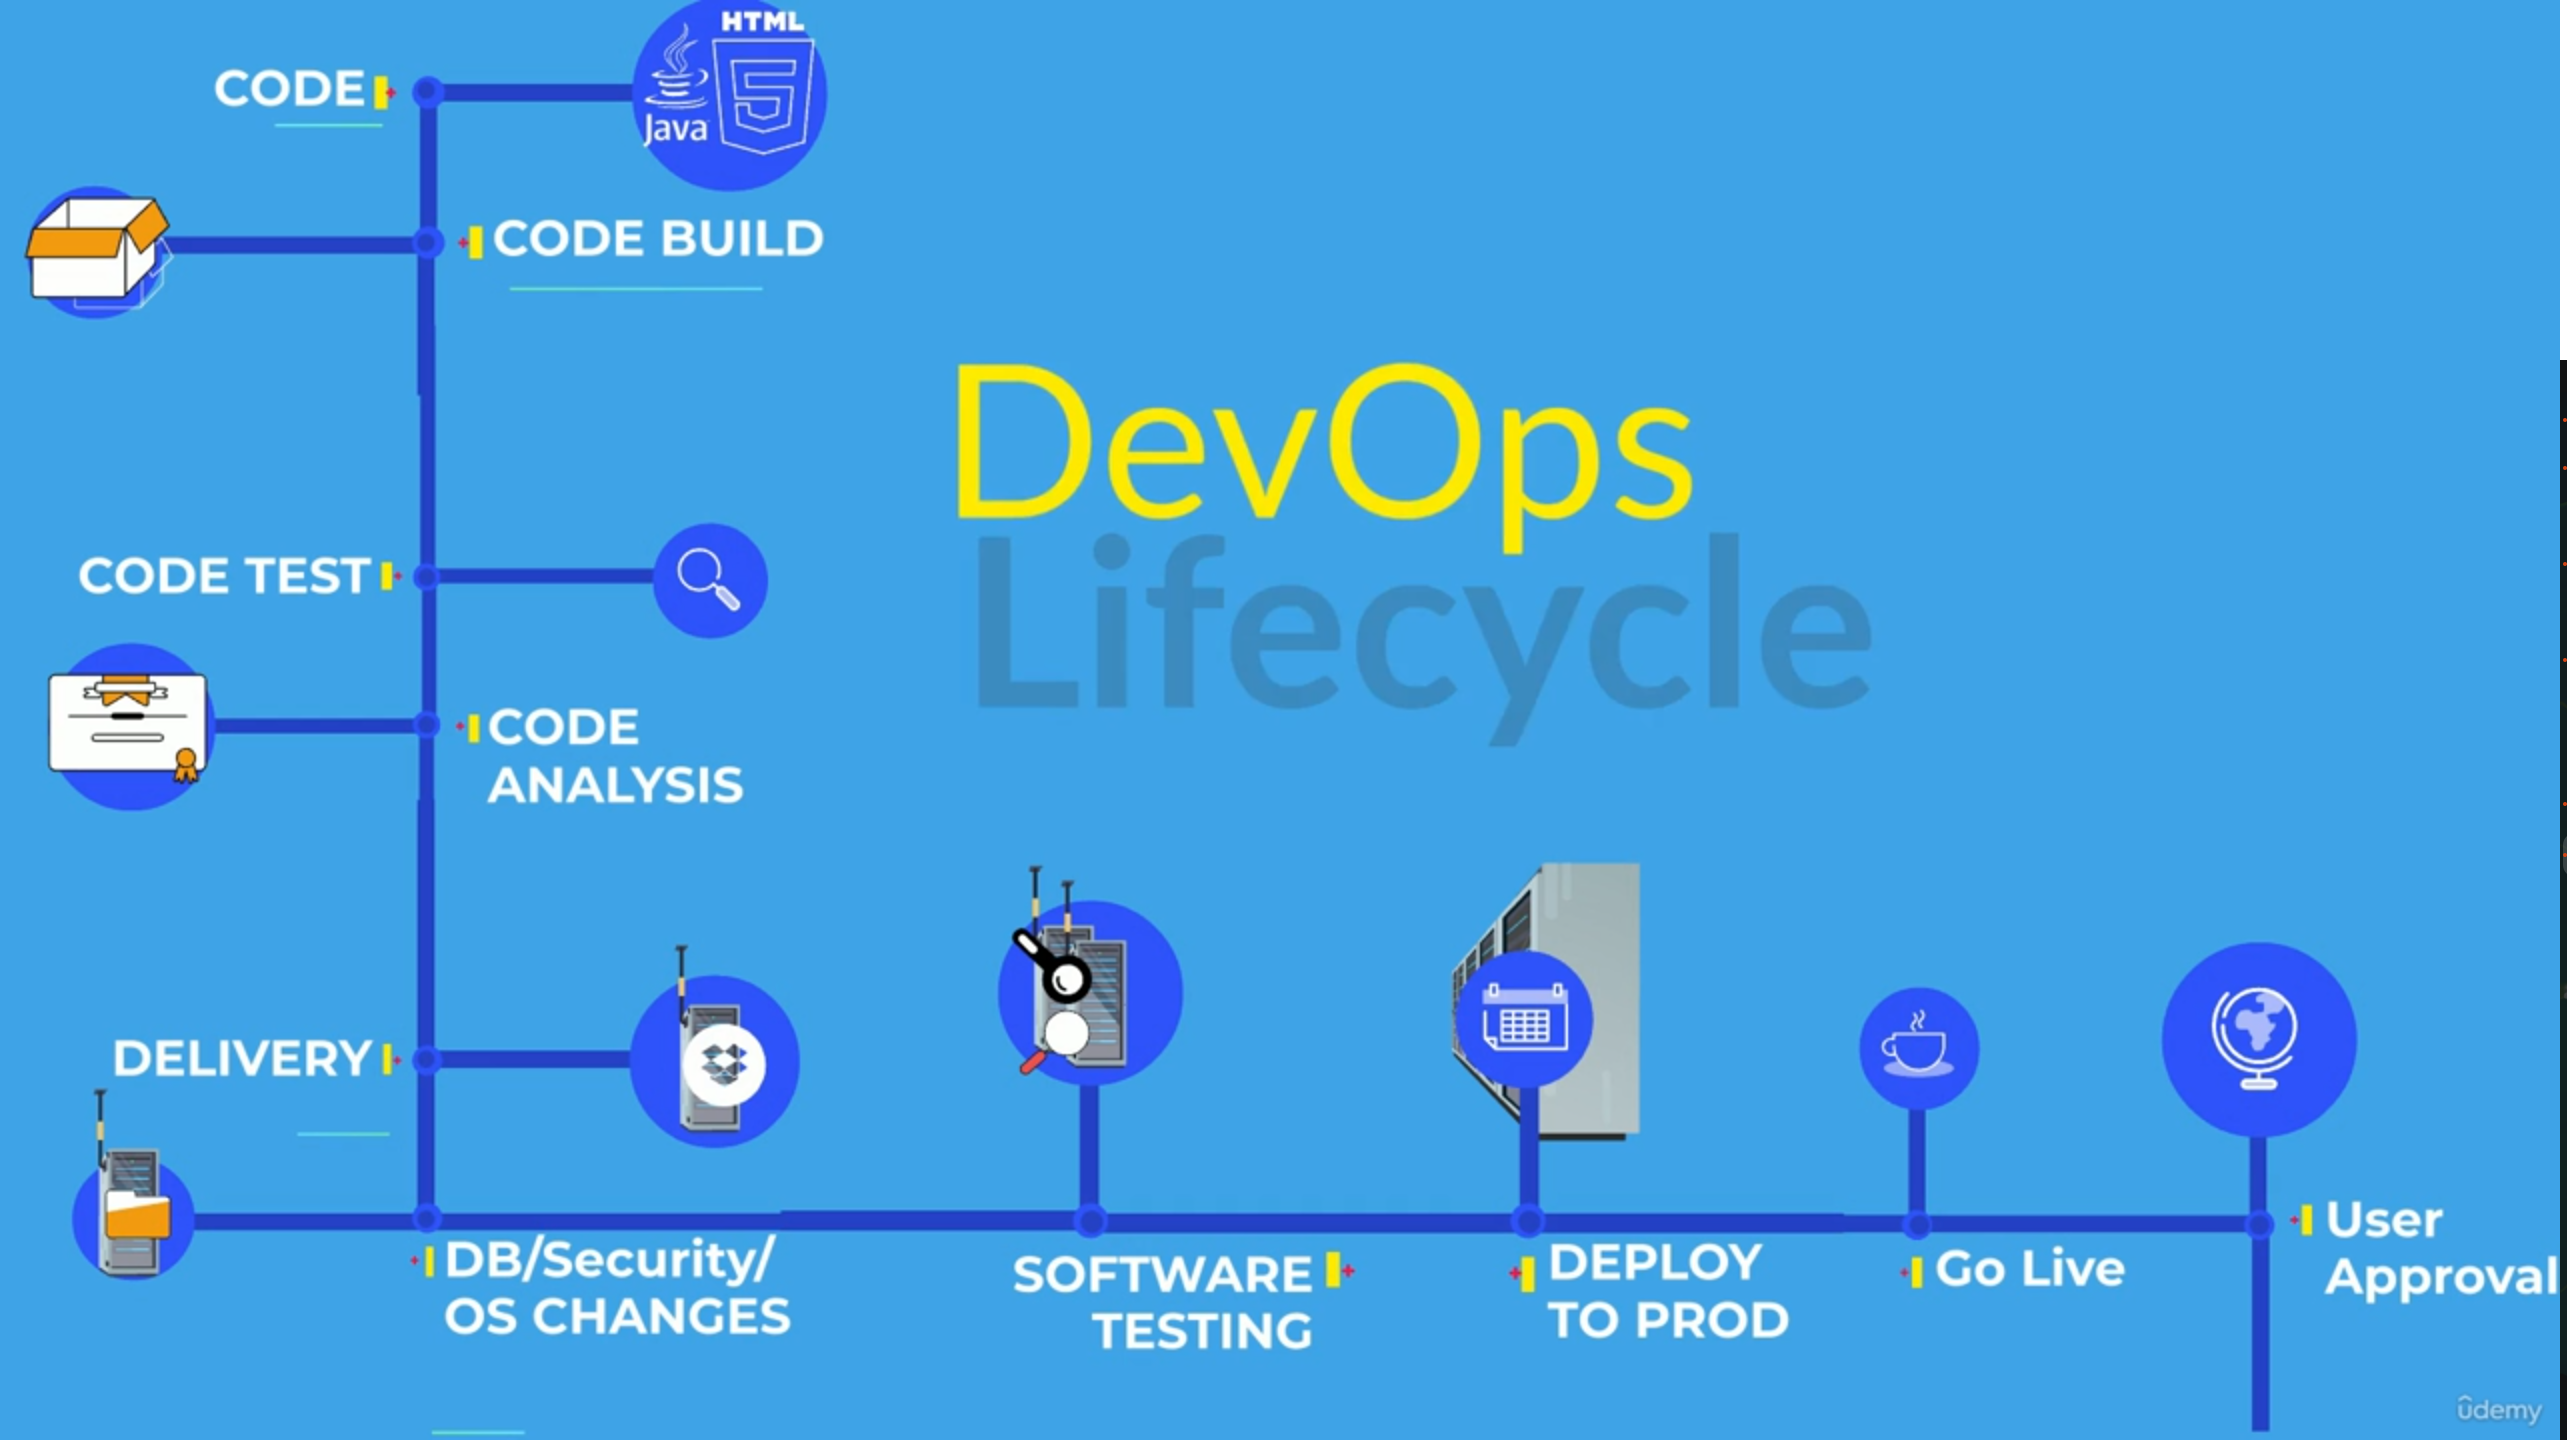 HTML
Java
CODE
CODE BUILD
DevOps
Lifecycle
CODE TEST
CODE
ANALYSIS
DELIVERY
DB/Security/
OS CHANGES
SOFTWARE
TESTING
DEPLOY
TO PROD
Go Live
User
Approval
udemy